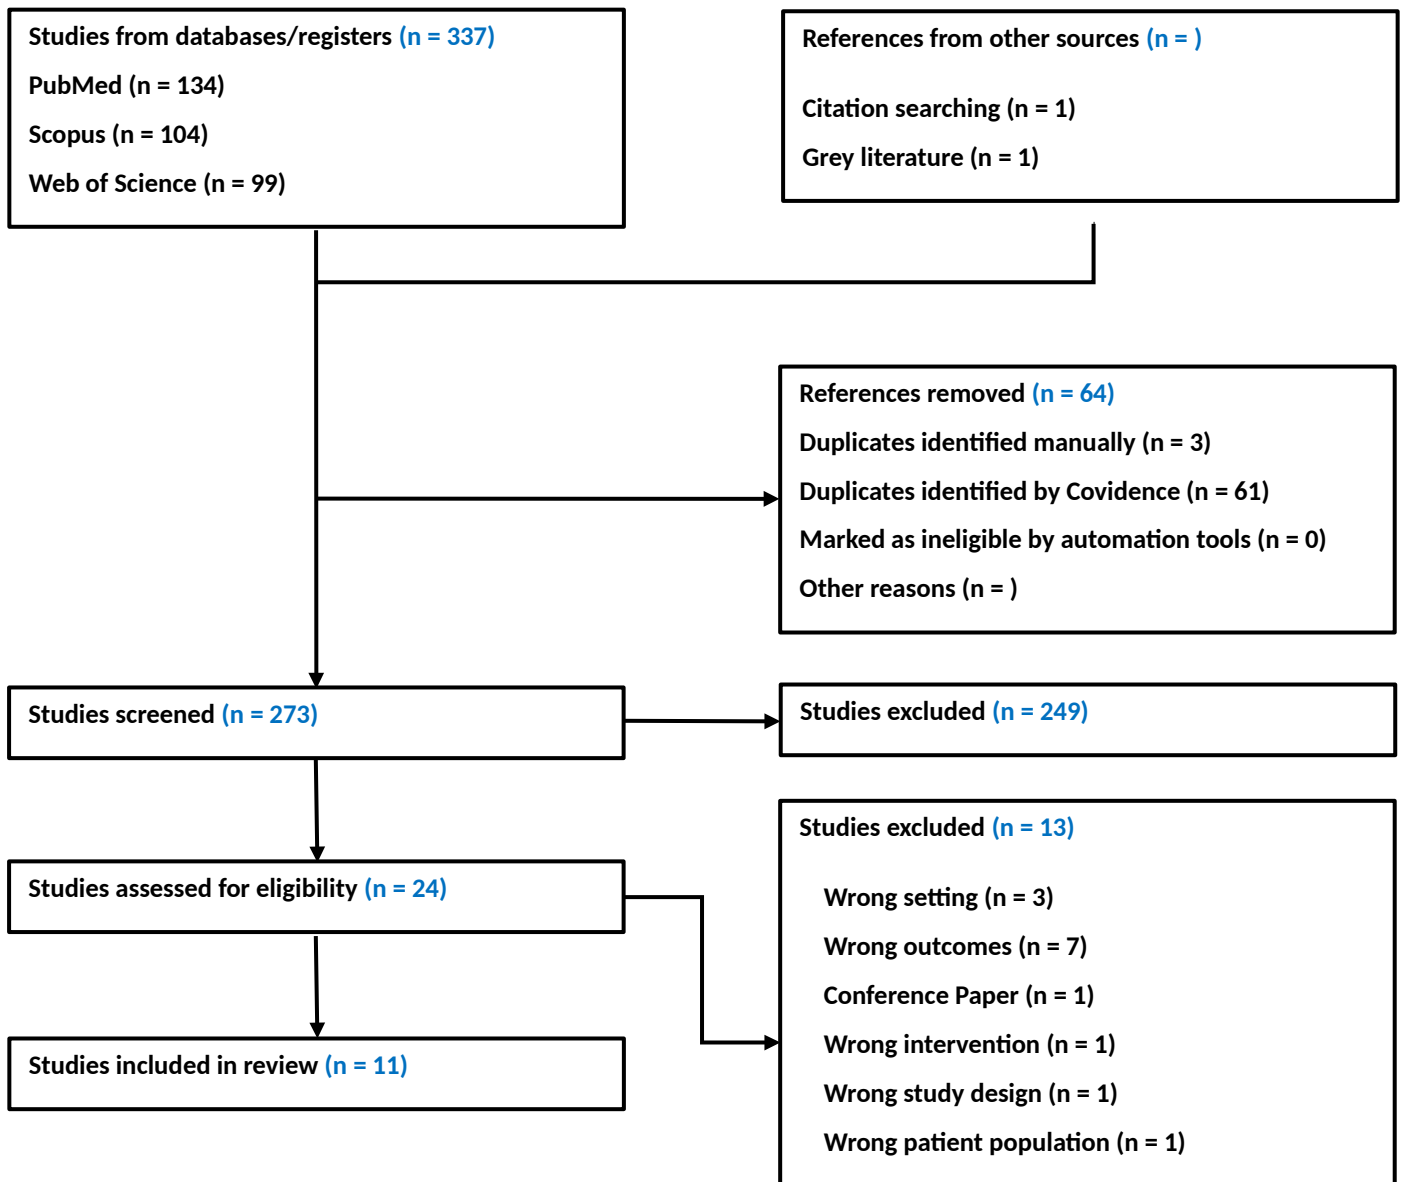 Studies from databases/registers (n = 337)
PubMed (n = 134)
Scopus (n = 104)
Web of Science (n = 99)
References from other sources (n = )
Citation searching (n = 1)
Grey literature (n = 1)
References removed (n = 64)
Duplicates identified manually (n = 3)
Duplicates identified by Covidence (n = 61)
Marked as ineligible by automation tools (n = 0)
Other reasons (n = )
Studies screened (n = 273)
Studies excluded (n = 249)
Studies assessed for eligibility (n = 24)
Studies excluded (n = 13)
Wrong setting (n = 3)
Wrong outcomes (n = 7)
Conference Paper (n = 1)
Wrong intervention (n = 1)
Wrong study design (n = 1)
Wrong patient population (n = 1)
Studies included in review (n = 11)